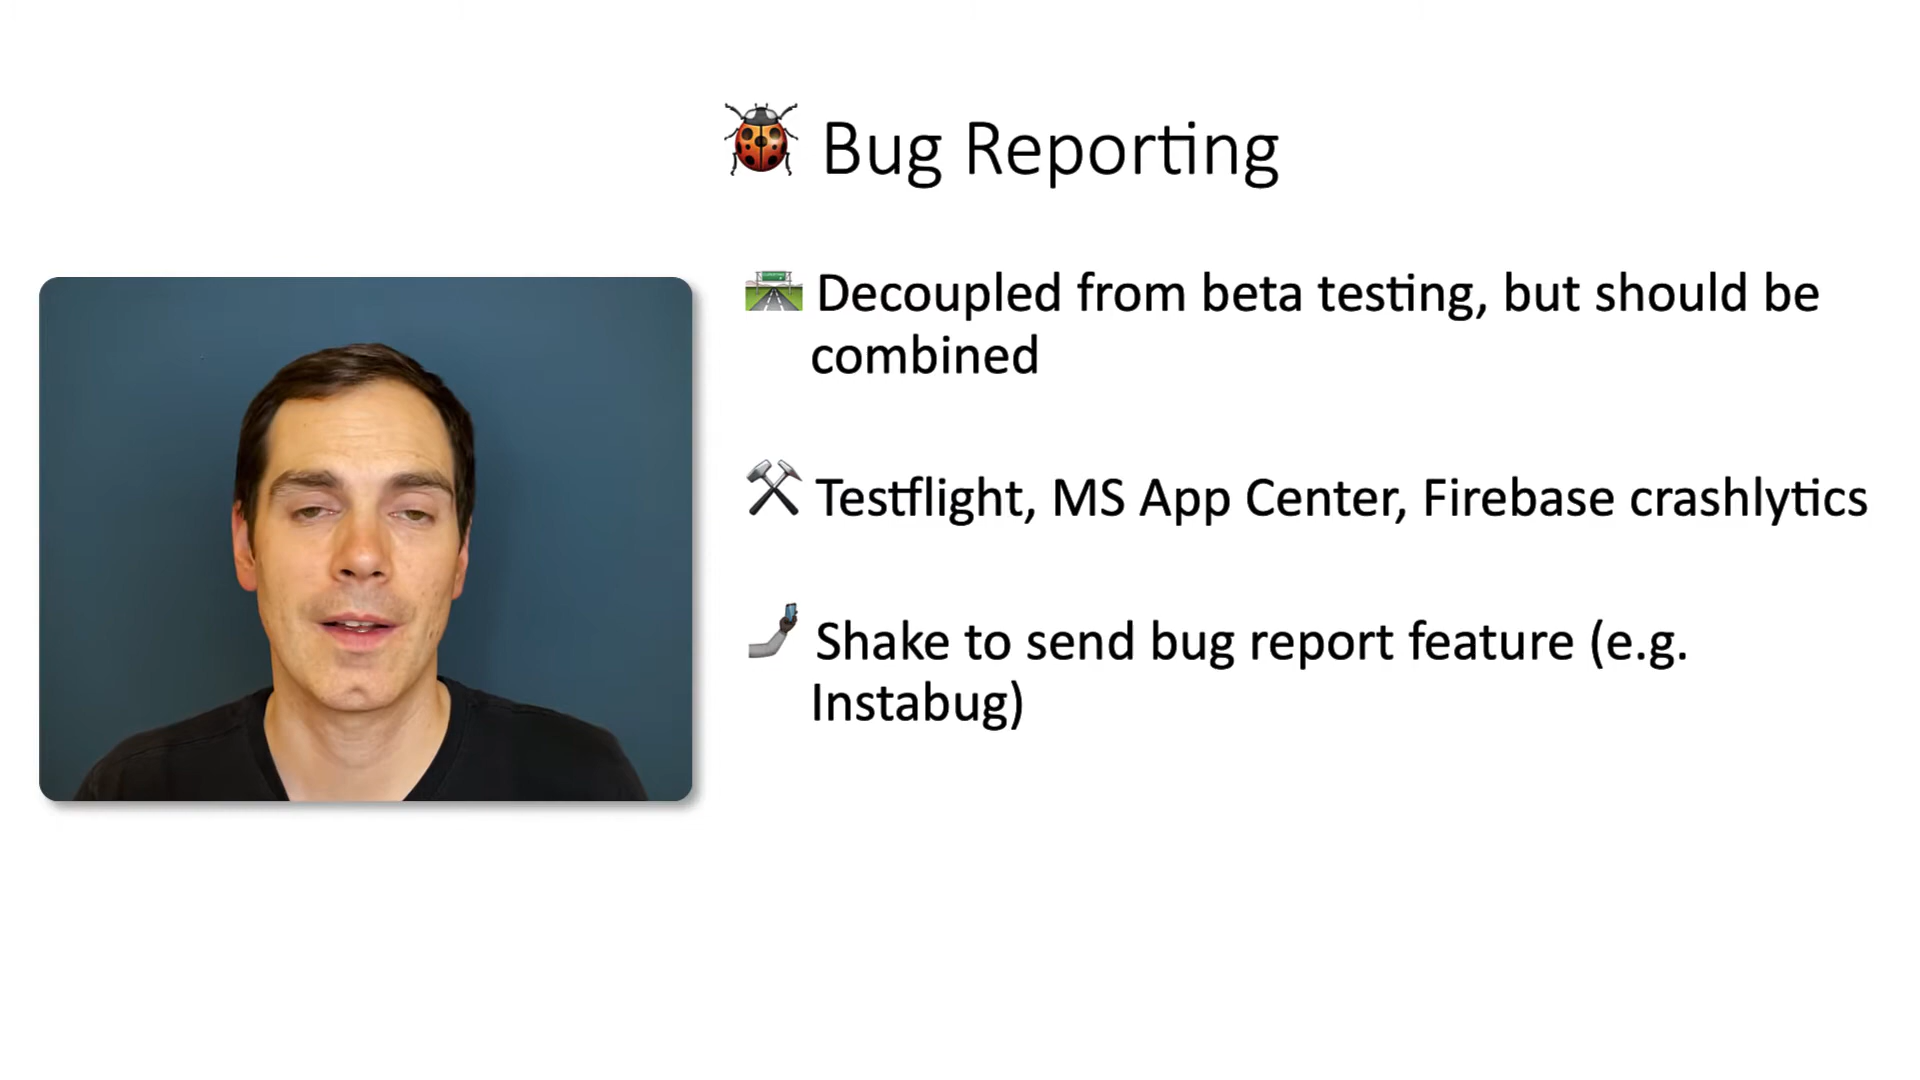 Bug Reporting
Decoupled from beta testing, but should be
combined
Testflight, MS App Center, Firebase crashlytics
Shake to send bug report feature (e.g.
Instabug)